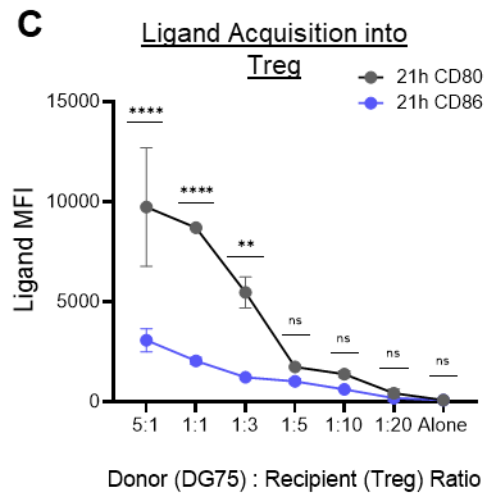 C
Ligand Acquisition into
Treg
21h CD80
21h CD86
15000
10000
5000
0
Ligand MFI
****
****
**
ns
ns
ns
ns
5:1 1:1 1:3 1:5 1:10 1:20 Alone
Donor (DG75) : Recipient (Treg) Ratio